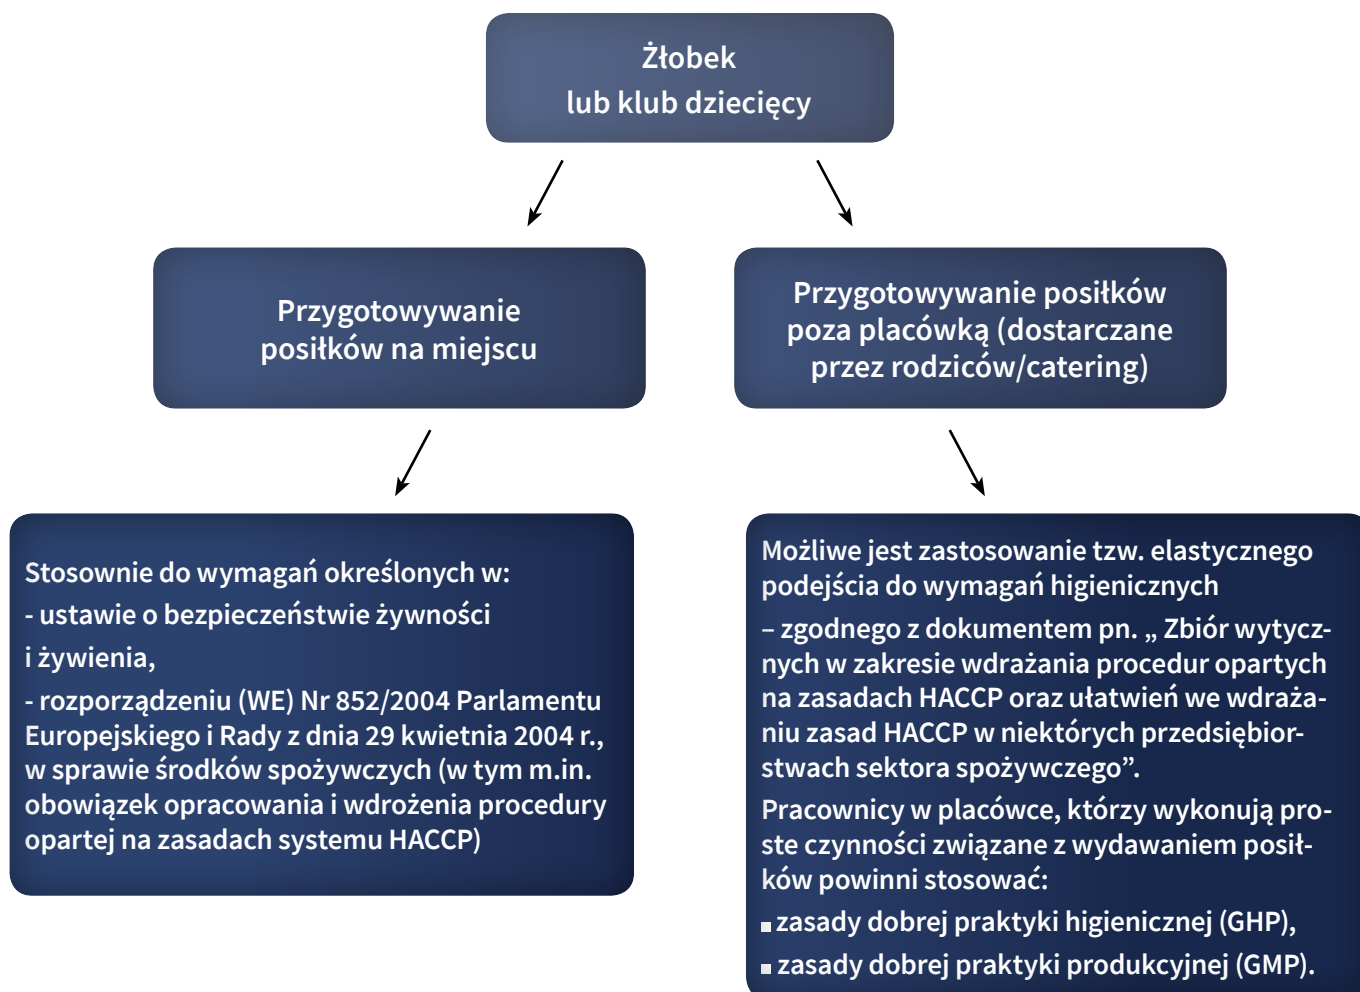 Żłobek
lub klub dziecięcy
Przygotowywanie
posiłków na miejscu
Przygotowywanie posiłków
poza placówką (dostarczane
przez rodziców/catering)
Stosownie do wymagań określonych w:
- ustawie o bezpieczeństwie żywności
i żywienia,
- rozporządzeniu (WE) Nr 852/2004 Parlamentu
Europejskiego i Rady z dnia 29 kwietnia 2004 r.,
w sprawie środków spożywczych (w tym m.in.
obowiązek opracowania i wdrożenia procedury
opartej na zasadach systemu HACCP)
Możliwe jest zastosowanie tzw. elastycznego
podejścia do wymagań higienicznych
– zgodnego z dokumentem pn. „ Zbiór wytycz-
nych w zakresie wdrażania procedur opartych
na zasadach HACCP oraz ułatwień we wdraża-
niu zasad HACCP w niektórych przedsiębior-
stwach sektora spożywczego”.
Pracownicy w placówce, którzy wykonują pro-
ste czynności związane z wydawaniem posił-
ków powinni stosować:
▪ zasady dobrej praktyki higienicznej (GHP),
▪ zasady dobrej praktyki produkcyjnej (GMP).